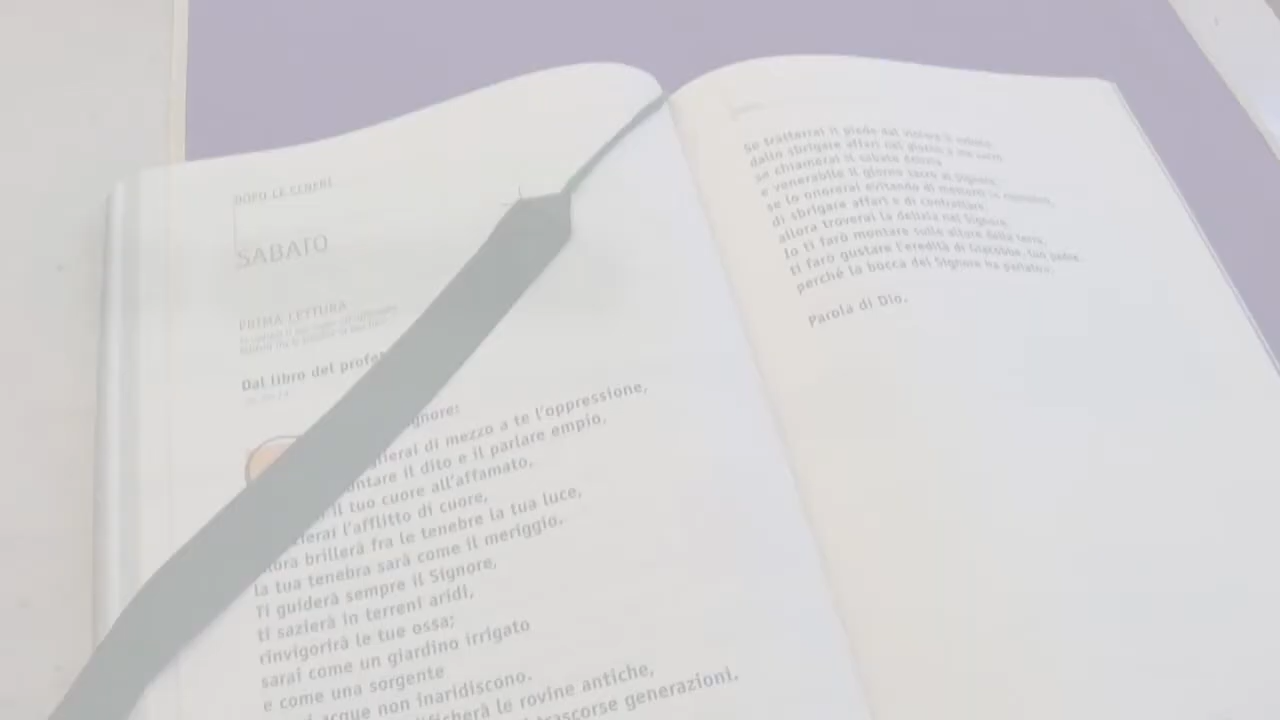 DOPO LE CENERI
SABATO
PRIMA LETTURA
Dal libro del profe
gnore:
di mezzo a te l'oppressione,
il dito e il parlare empio,
il tuo cuore all'affamato,
l'afflitto di cuore,
brillerà fra le tenebre la tua luce,
la tua tenebra sarà come il meriggio.
Ti guiderà sempre il Signore,
ti sazierà in terreni aridi,
rinvigorirà le tue ossa;
sarai come un giardino irrigato
e come una sorgente
acque non inaridiscono.
le rovine antiche,
trascorse generazioni.
Se tratterrai il piede dal violare il sabato,
dallo sbrigare affari nel giorno a me sacro
se chiamerai il sabato delizia
e venerabile il giorno sacro al Signore,
se lo onorerai evitando di metterti in cammino,
di sbrigare affari e di contrattare,
allora troverai la delizia nel Signore.
Io ti farò montare sulle alture della terra,
ti farò gustare l'eredità di Giacobbe, tuo padre,
perché la bocca del Signore ha parlato».
Parola di Dio.